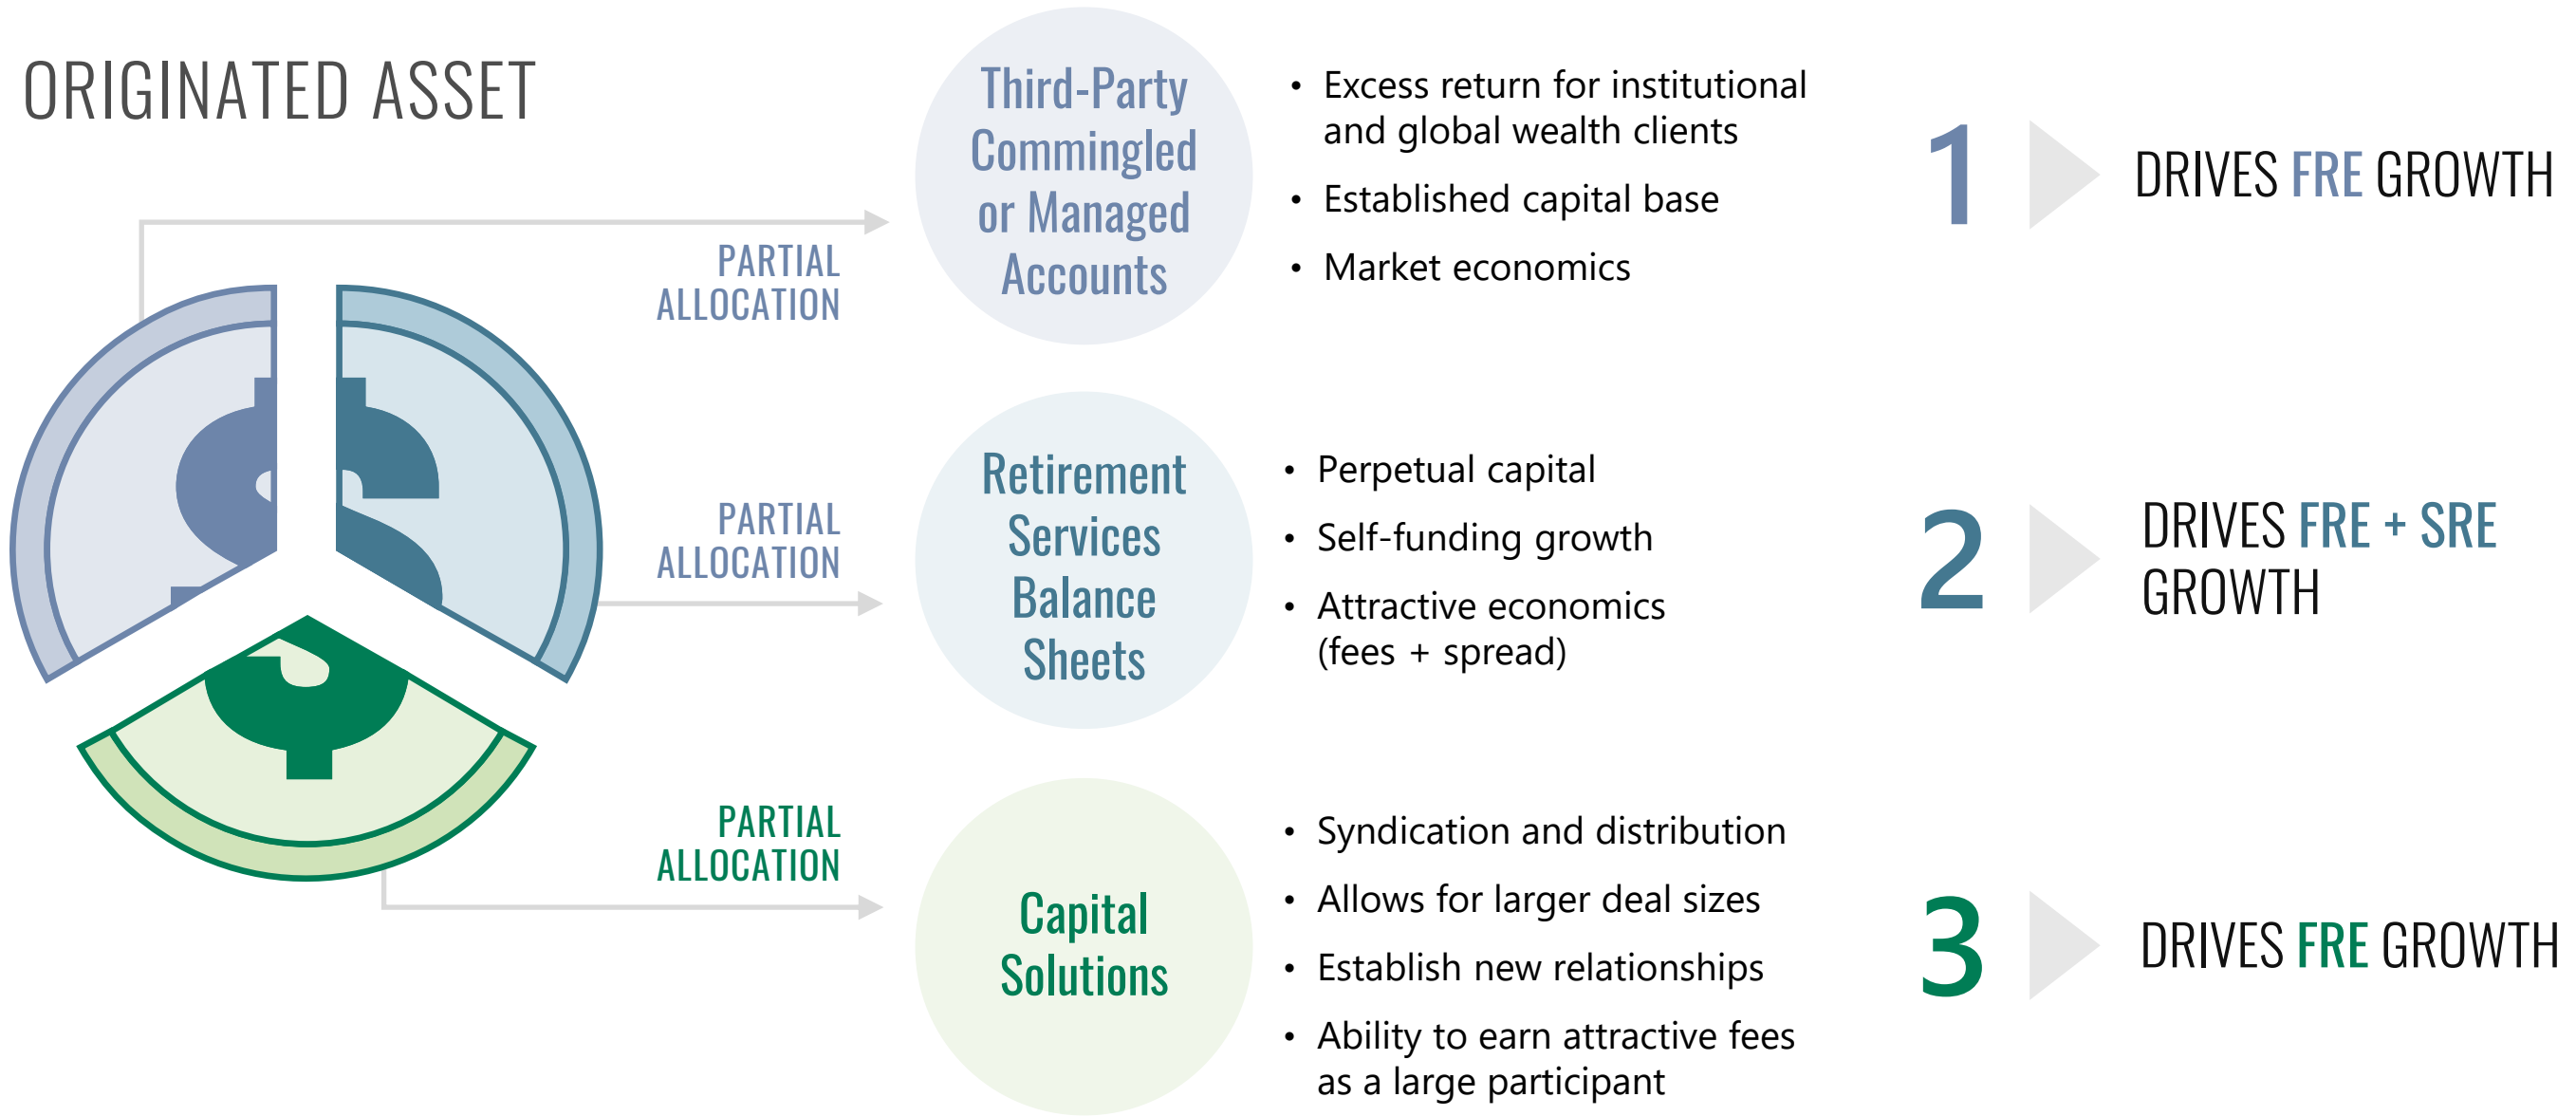 ORIGINATED ASSET
PARTIAL
ALLOCATION
Third-Party
Commingled
or Managed
Accounts
• Excess return for institutional
and global wealth clients
• Established capital base
• Market economics
1
DRIVES FRE GROWTH
PARTIAL
ALLOCATION
Retirement
Services
Balance
Sheets
• Perpetual capital
• Self-funding growth
• Attractive economics
(fees + spread)
2
DRIVES FRE + SRE
GROWTH
PARTIAL
ALLOCATION
Capital
Solutions
• Syndication and distribution
• Allows for larger deal sizes
• Establish new relationships
• Ability to earn attractive fees
as a large participant
3
DRIVES FRE GROWTH
$